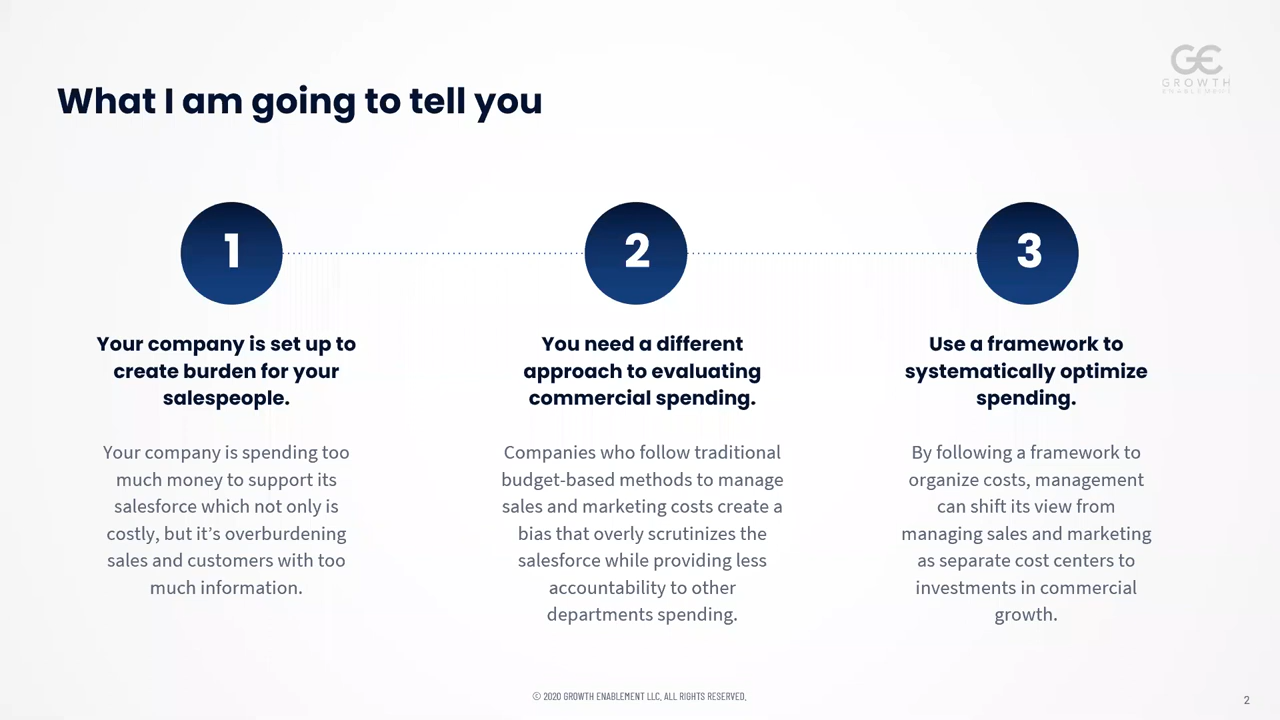 GE
GROWTH
ENABLEMENT
What I am going to tell you
1
2
3
Your company is set up to
create burden for your
salespeople.
Your company is spending too
much money to support its
salesforce which not only is
costly, but it’s overburdening
sales and customers with too
much information.
You need a different
approach to evaluating
commercial spending.
Companies who follow traditional
budget-based methods to manage
sales and marketing costs create a
bias that overly scrutinizes the
salesforce while providing less
accountability to other
departments spending.
Use a framework to
systematically optimize
spending.
By following a framework to
organize costs, management
can shift its view from
managing sales and marketing
as separate cost centers to
investments in commercial
growth.
© 2020 GROWTH ENABLEMENT LLC. ALL RIGHTS RESERVED.
2